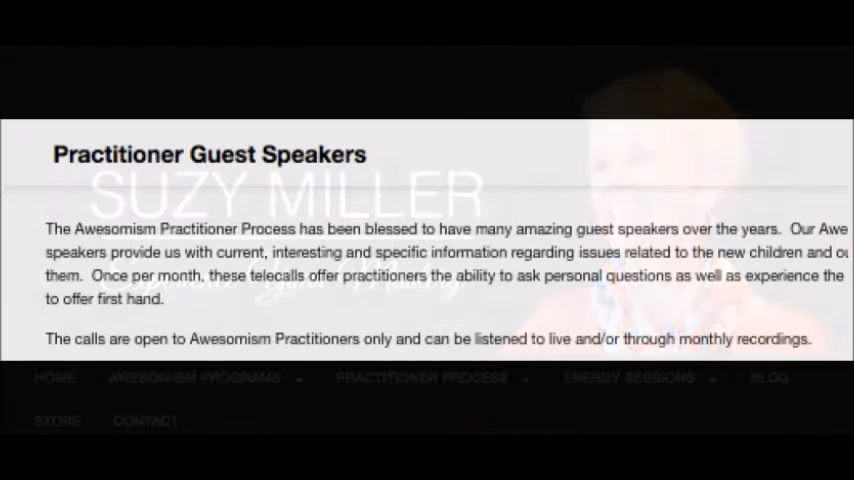 Practitioner Guest Speakers
SUZY MILLER
The Awesomism Practitioner Process has been blessed to have many amazing guest speakers over the years. Our Awe
speakers provide us with current, interesting and specific information regarding issues related to the new children and ou
them. Once per month, these telecalls offer practitioners the ability to ask personal questions as well as experience the
Experience Your Mastery
to offer first hand.
The calls are open to Awesomism Practitioners only and can be listened to live and/or through monthly recordings.
HOME AWESOMISM PROGRAMS PRACTITIONER PROCESS ENERGY SESSIONS BLOG
STORE CONTACT